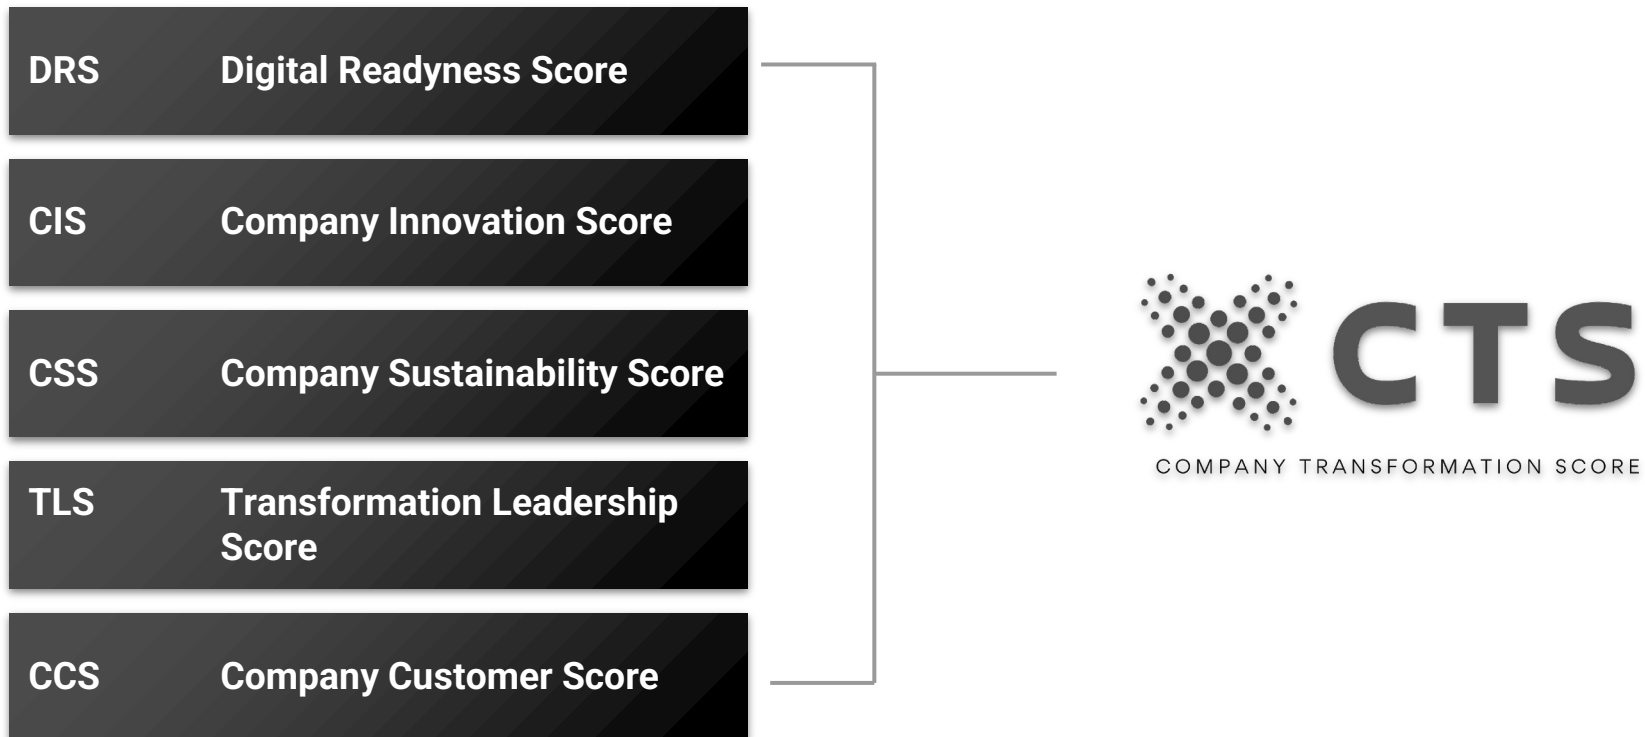 DRS Digital Readyness Score
CIS Company Innovation Score
CSS Company Sustainability Score
TLS Transformation Leadership
Score
CCS Company Customer Score
CTS
COMPANY TRANSFORMATION SCORE